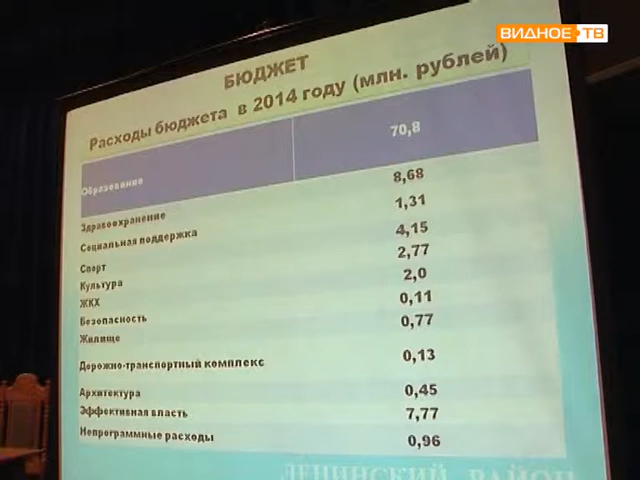 ВИДНОЕ ТВ
БЮДЖЕТ
Расходы бюджета в 2014 году (млн. рублей)
Образование 70,8
Здравоохранение 8,68
Социальная поддержка 1,31
Спорт 4,15
Культура 2,77
ЖКХ 2,0
Безопасность 0,11
Жилище 0,77
Дорожно-транспортный комплекс 0,13
Архитектура 0,45
Эффективная власть 7,77
Непрограммные расходы 0,96
ЛЕНИНСКИЙ РАЙОН